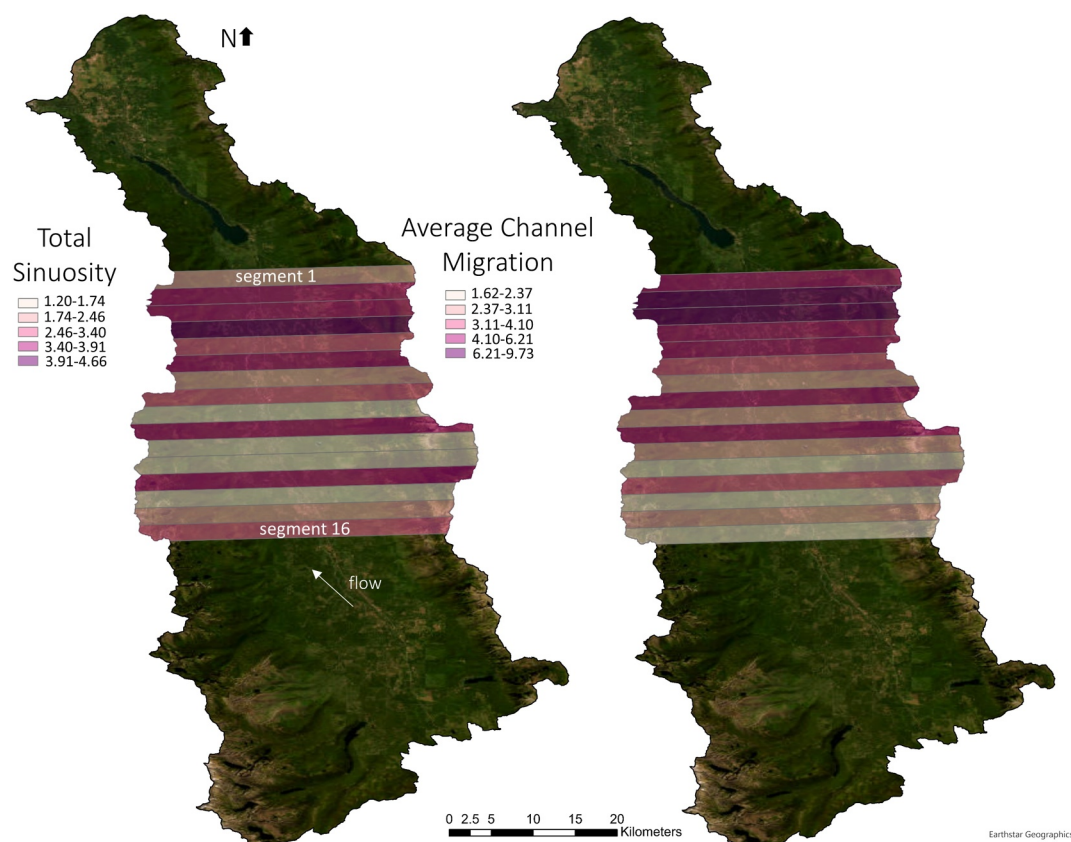 N
Total
Sinuosity
1.20-1.74
1.74-2.46
2.46-3.40
3.40-3.91
3.91-4.66
segment 1
segment 16
flow
Average Channel
Migration
1.62-2.37
2.37-3.11
3.11-4.10
4.10-6.21
6.21-9.73
0 2.5 5 10 15 20
Kilometers
Earthstar Geographics